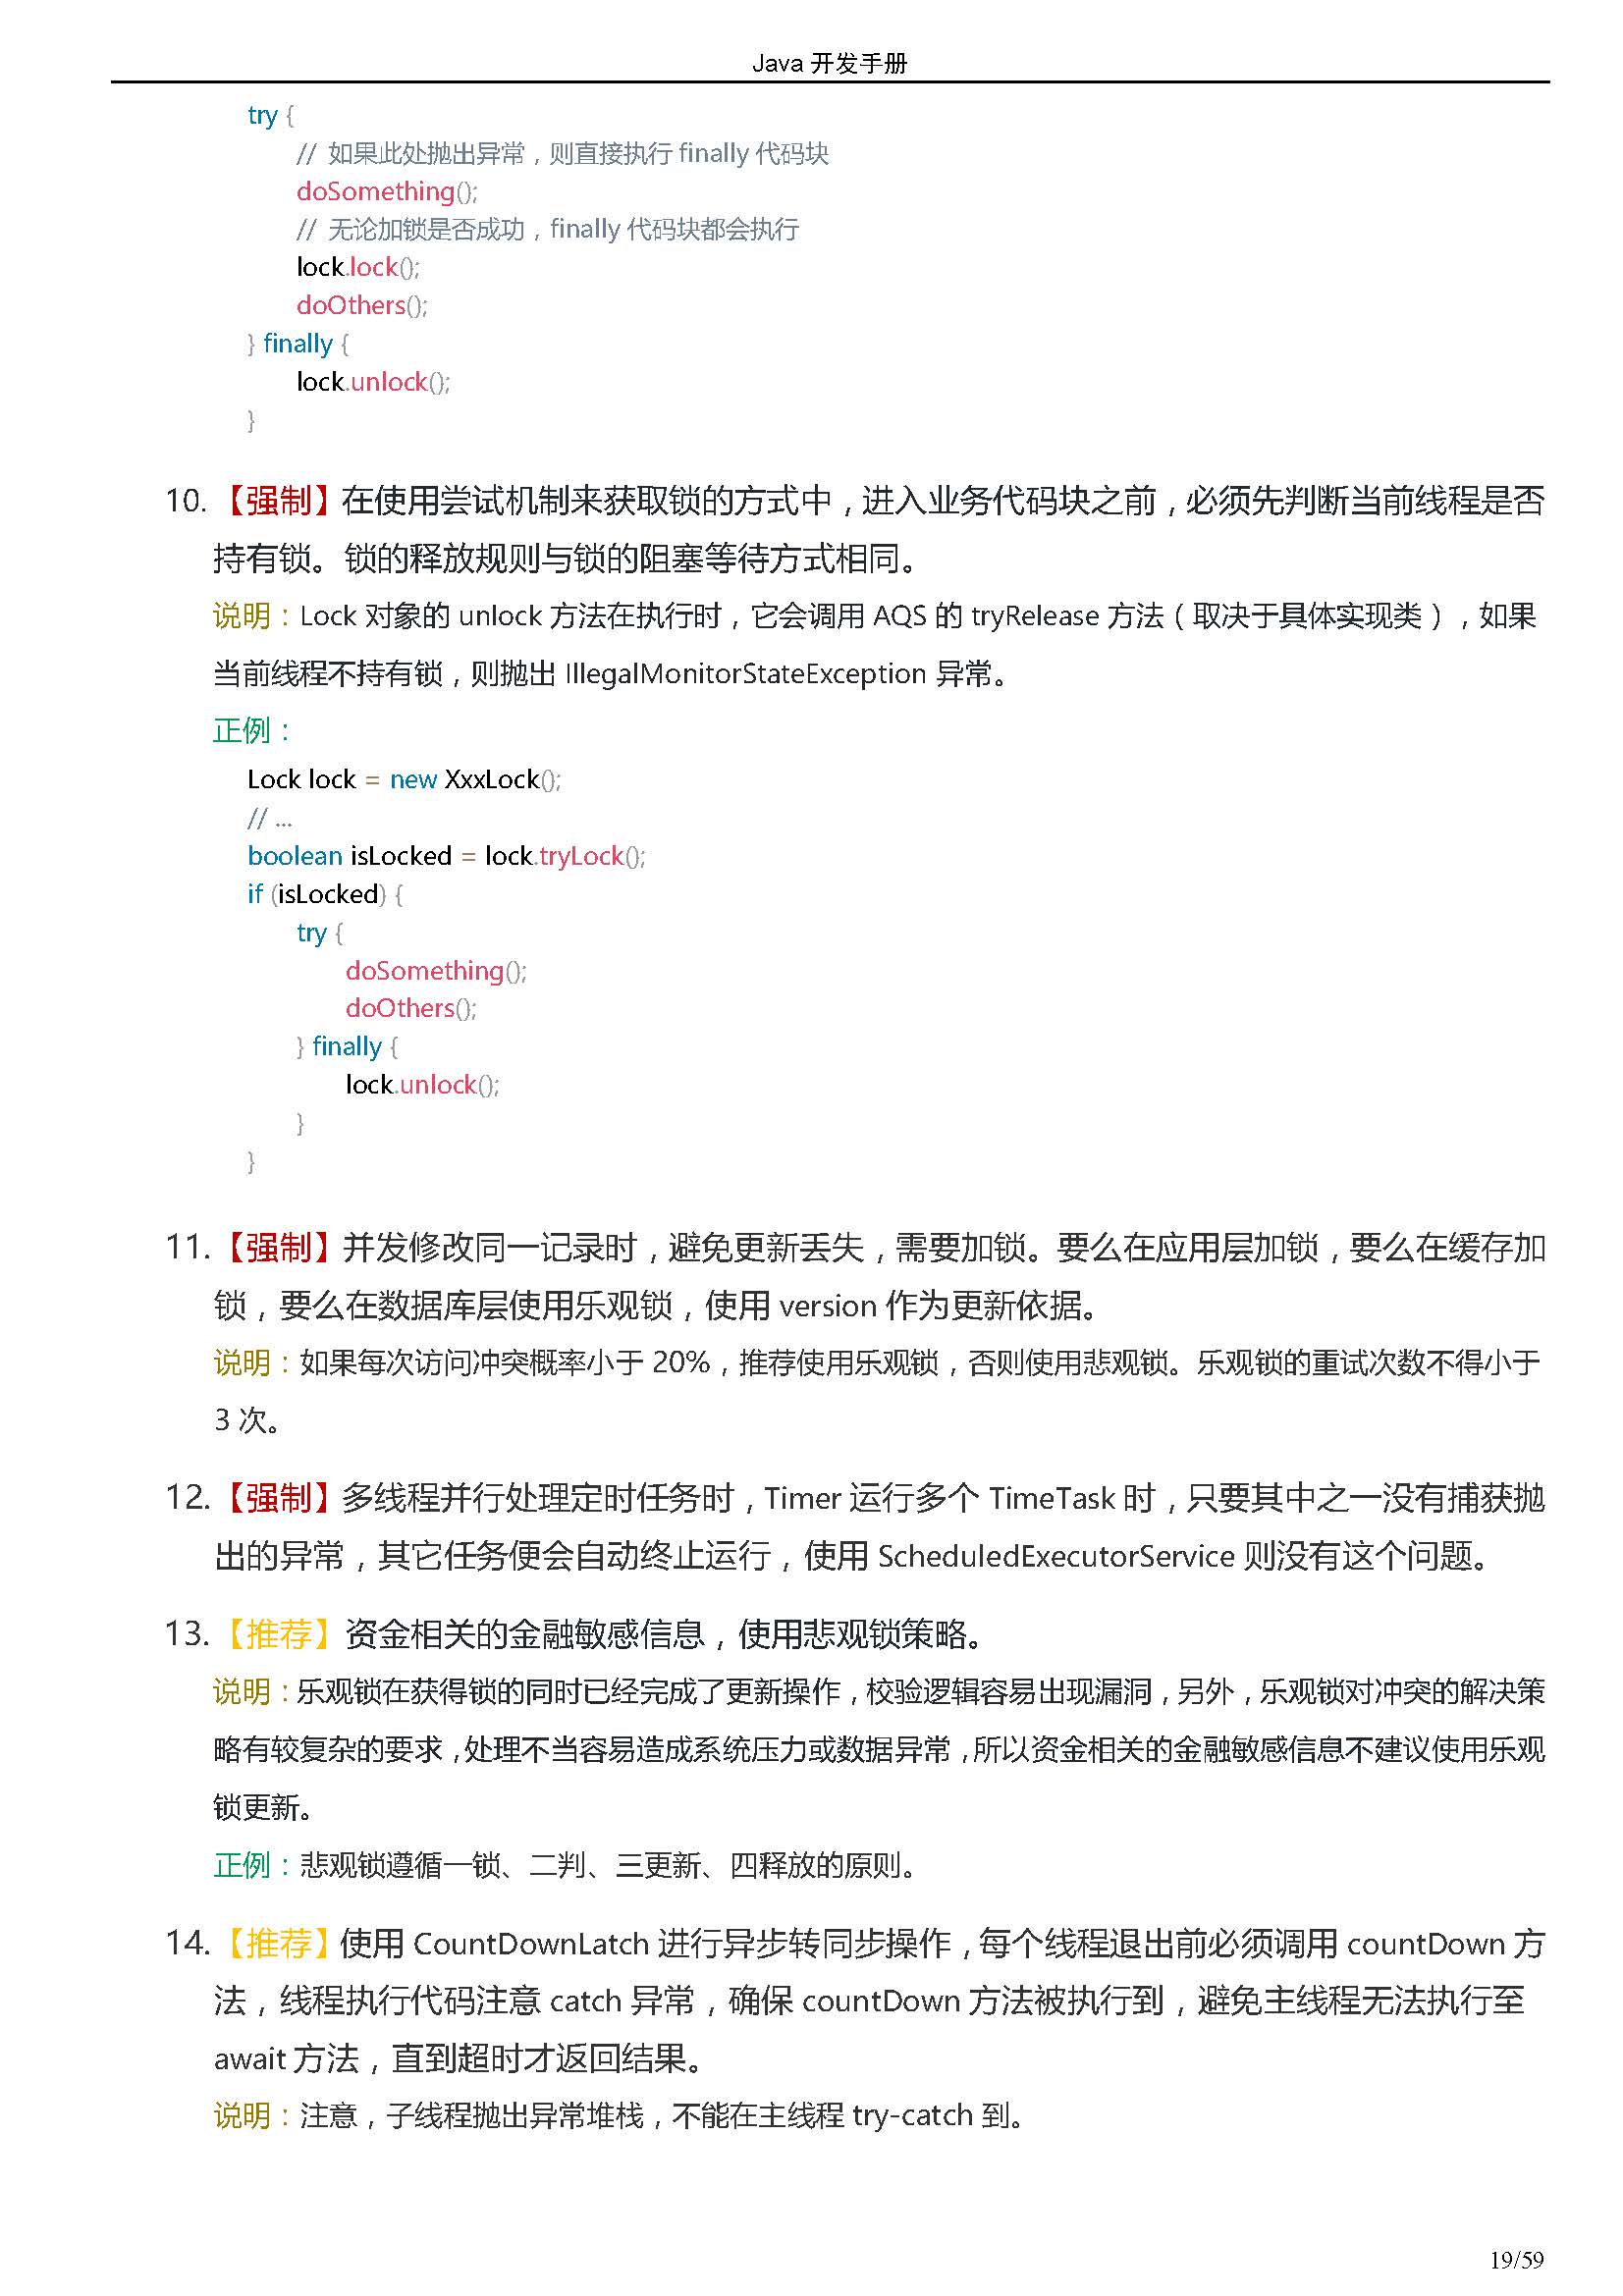 Java 开发手册
try {
// 如果此处抛出异常，则直接执行 finally 代码块
doSomething();
// 无论加锁是否成功，finally 代码块都会执行
lock.lock();
doOthers();
} finally {
lock.unlock();
}
10. 【强制】在使用尝试机制来获取锁的方式中，进入业务代码块之前，必须先判断当前线程是否
持有锁。锁的释放规则与锁的阻塞等待方式相同。
说明：Lock 对象的 unlock 方法在执行时，它会调用 AQS 的 tryRelease 方法（取决于具体实现类），如果
当前线程不持有锁，则抛出 IllegalMonitorStateException 异常。
正例：
Lock lock = new XxxLock();
// ...
boolean isLocked = lock.tryLock();
if (isLocked) {
try {
doSomething();
doOthers();
} finally {
lock.unlock();
}
}
11. 【强制】并发修改同一记录时，避免更新丢失，需要加锁。要么在应用层加锁，要么在缓存加
锁，要么在数据库层使用乐观锁，使用 version 作为更新依据。
说明：如果每次访问冲突概率小于 20%，推荐使用乐观锁，否则使用悲观锁。乐观锁的重试次数不得小于
3 次。
12. 【强制】多线程并行处理定时任务时，Timer 运行多个 TimeTask 时，只要其中之一没有捕获抛
出的异常，其它任务便会自动终止运行，使用 ScheduledExecutorService 则没有这个问题。
13. 【推荐】资金相关的金融敏感信息，使用悲观锁策略。
说明：乐观锁在获得锁的同时已经完成了更新操作，校验逻辑容易出现漏洞，另外，乐观锁对冲突的解决策
略有较复杂的要求，处理不当容易造成系统压力或数据异常，所以资金相关的金融敏感信息不建议使用乐观
锁更新。
正例：悲观锁遵循一锁、二判、三更新、四释放的原则。
14. 【推荐】使用 CountDownLatch 进行异步转同步操作，每个线程退出前必须调用 countDown 方
法，线程执行代码注意 catch 异常，确保 countDown 方法被执行到，避免主线程无法执行至
await 方法，直到超时才返回结果。
说明：注意，子线程抛出异常堆栈，不能在主线程 try-catch 到。
19/59